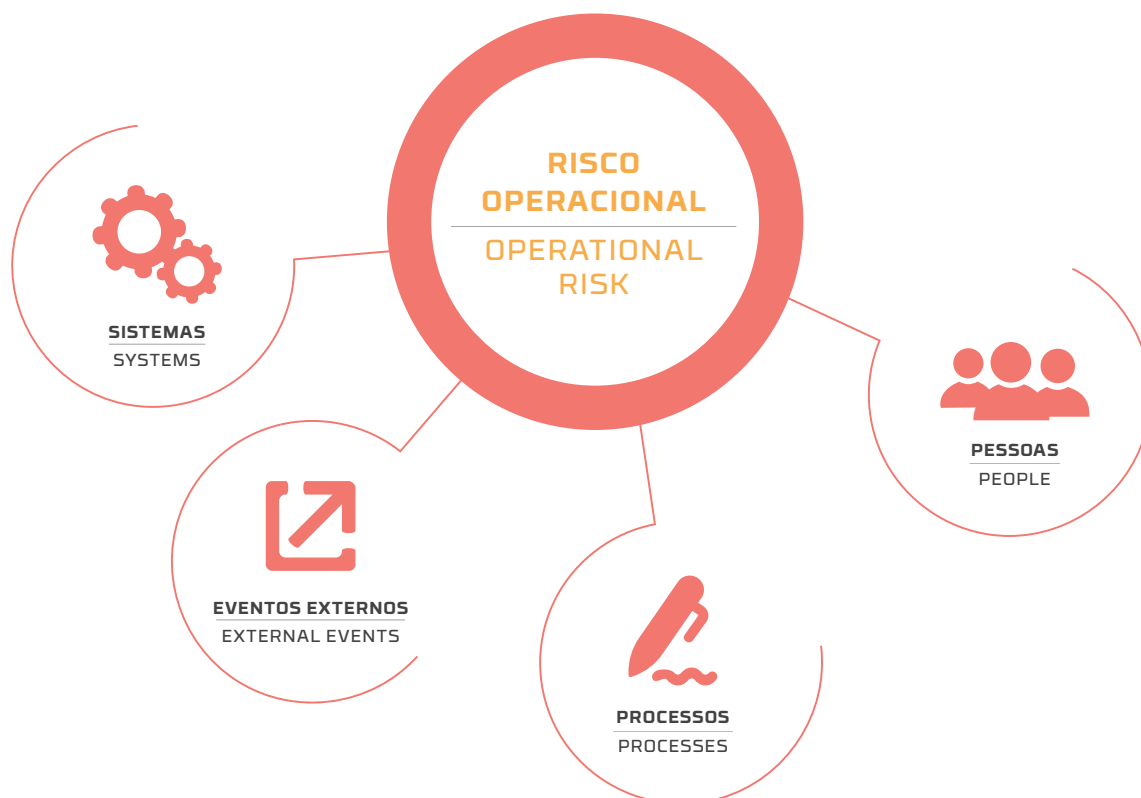 RISCO
OPERACIONAL
OPERATIONAL
RISK
SISTEMAS
SYSTEMS
PESSOAS
PEOPLE
EVENTOS EXTERNOS
EXTERNAL EVENTS
PROCESSOS
PROCESSES